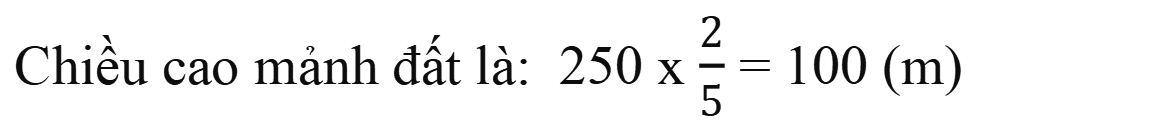 Chiều cao mảnh đất là: 250 x 2/5 = 100 (m)